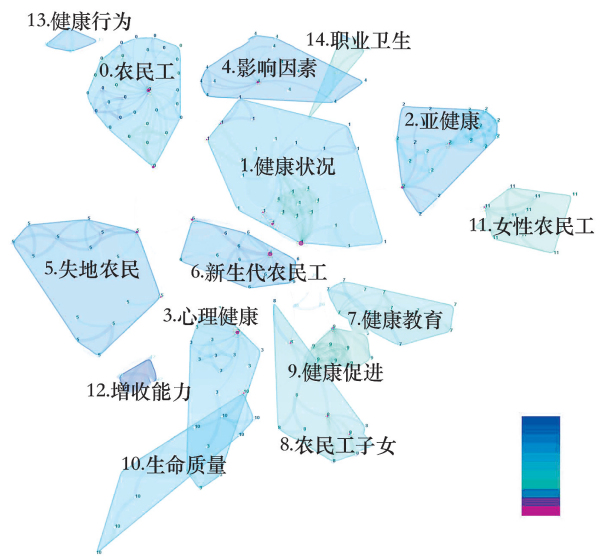 13.健康行为
14.职业卫生
0.农民工
4.影响因素
2.亚健康
1.健康状况
11.女性农民工
5.失地农民
6.新生代农民工
3.心理健康
7.健康教育
9.健康促进
12.增收能力
8.农民工子女
10.生命质量